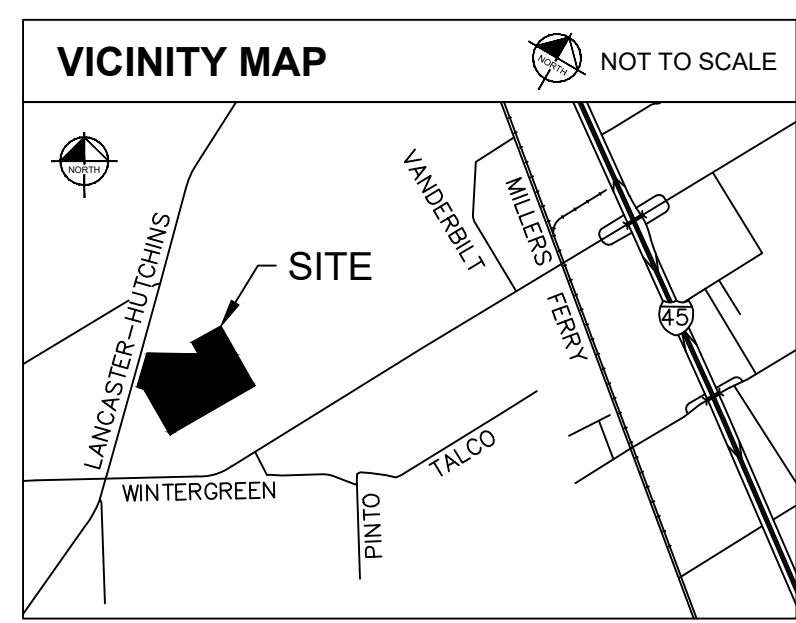 VICINITY MAP
NORTH
NOT TO SCALE
NORTH
LANCASTER-HUTCHINS
SITE
VANDERBILT
MILLERS
FERRY
45
WINTERGREEN
PINTO
TALCO